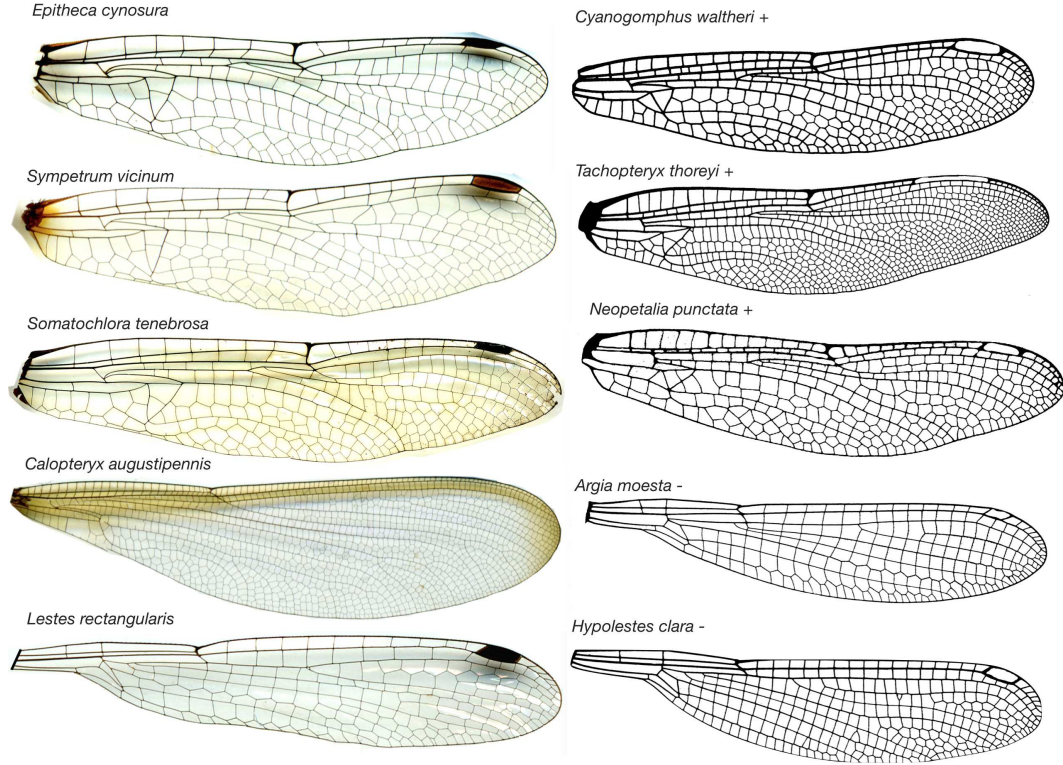 Epitheca cynosura
Cyanogomphus waltheri +
Sympetrum vicinum
Tachopteryx thoreyi +
Somatochlora tenebrosa
Neopetalia punctata +
Calopteryx augustipennis
Argia moesta -
Lestes rectangularis
Hypolestes clara -